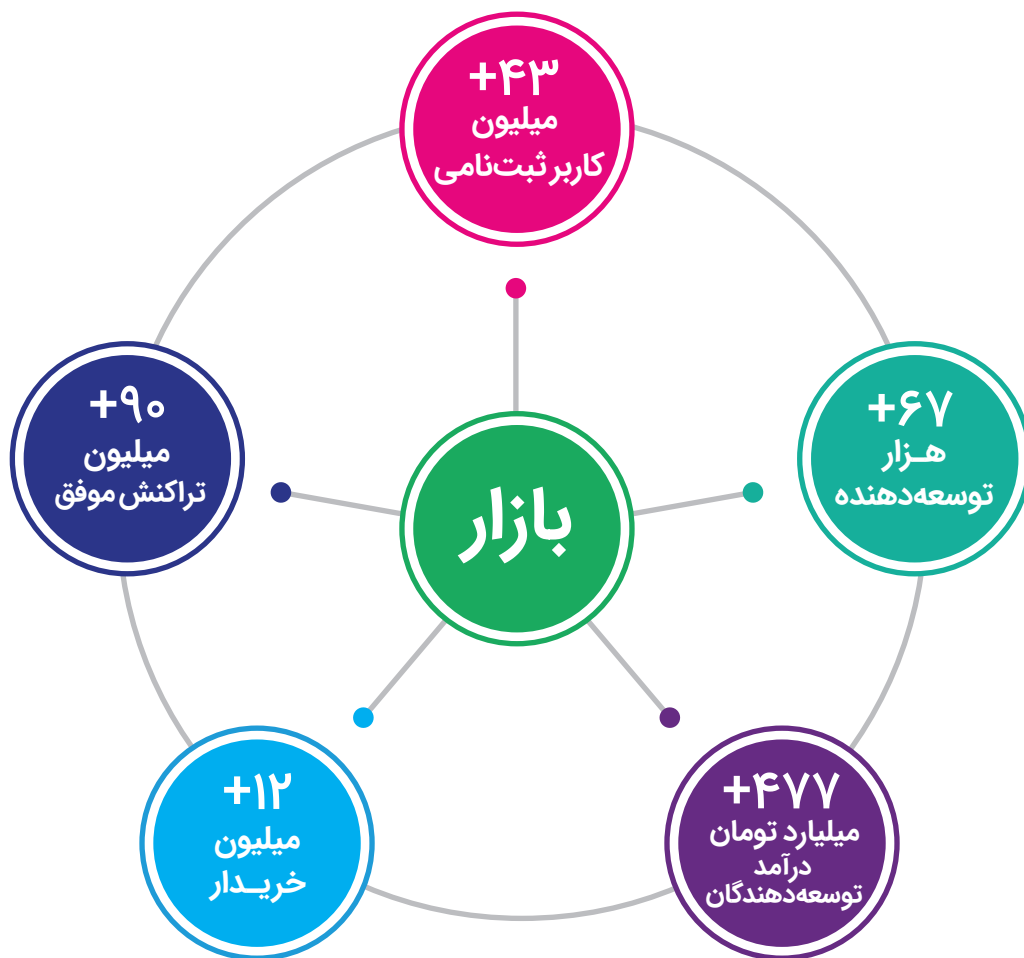 +۴۳
میلیون
کاربر ثبت‌نامی
+۹۰
میلیون
تراکنش موفق
+۶۷
هـزار
توسعه‌دهنده
بازار
+۱۲
میلیون
خریـدار
+۴۷۷
میلیارد تومان
درآمد
توسعه‌دهندگان